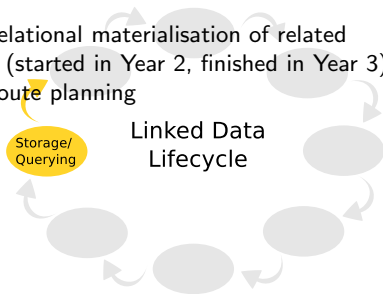 elational materialisation of related
(started in Year 2, finished in Year 3)
oute planning
Linked Data
Lifecycle
Storage/
Querying